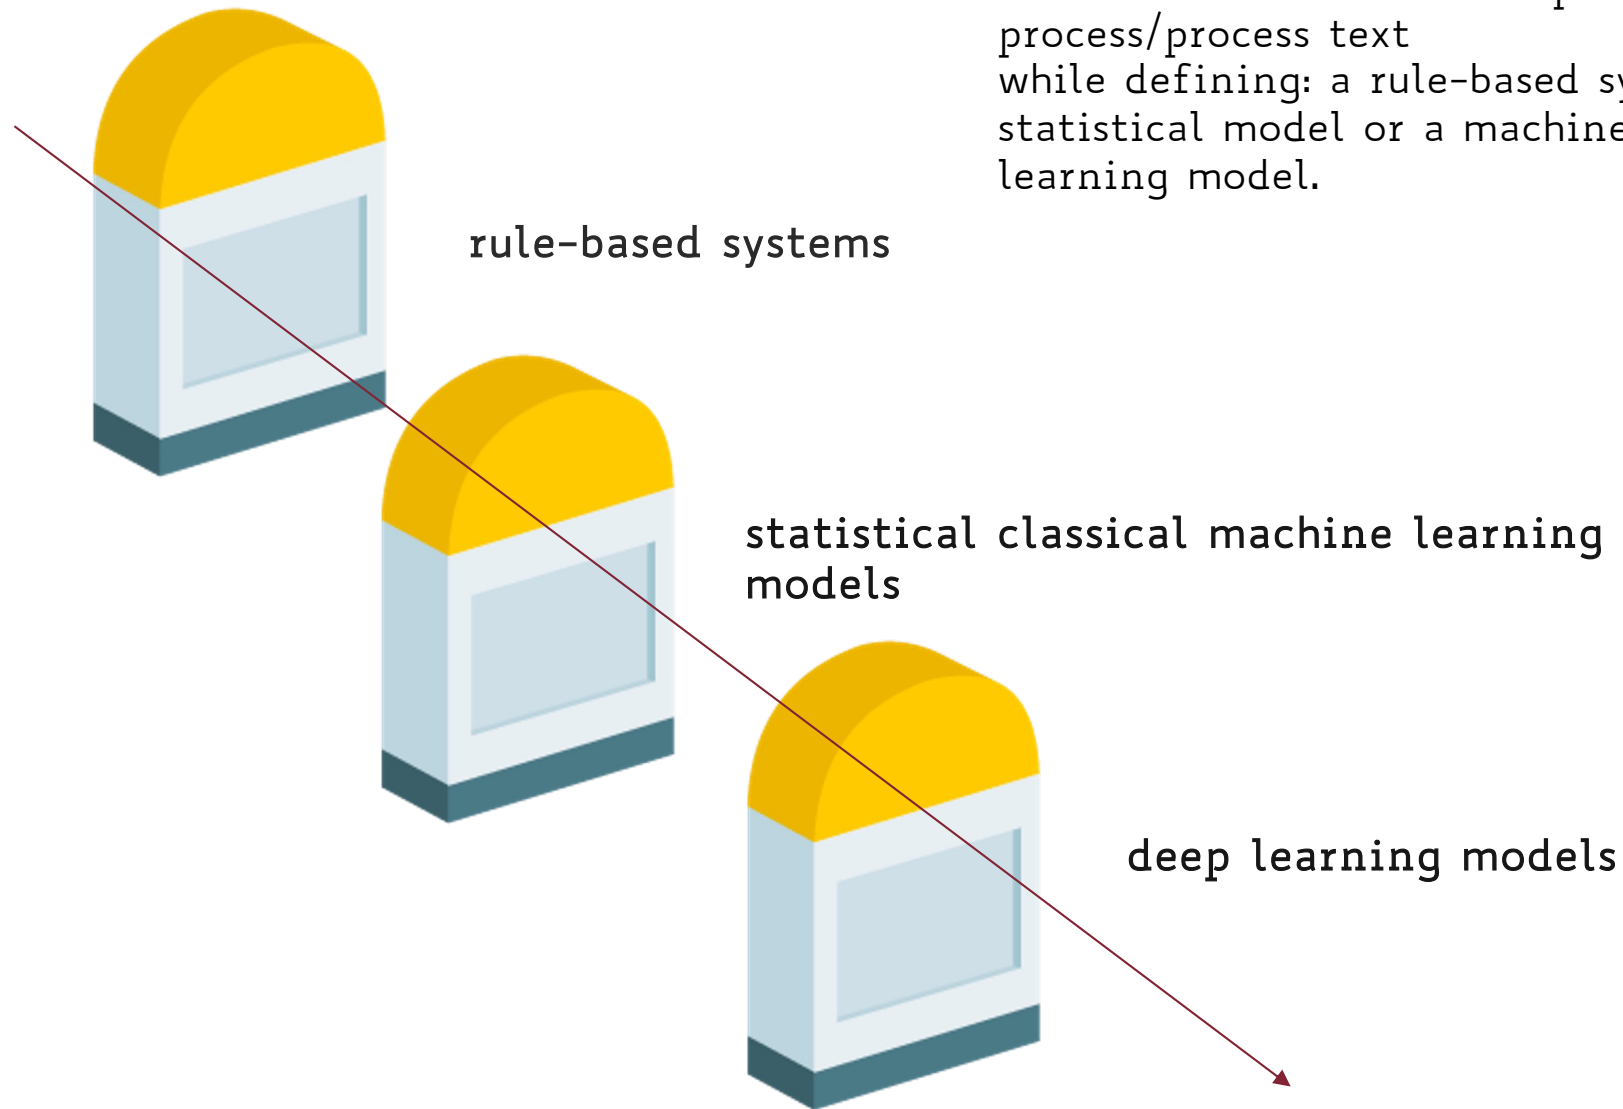 process/process text
while defining: a rule-based
statistical model or a machine
learning model.
rule-based systems
statistical classical machine learning
models
deep learning models